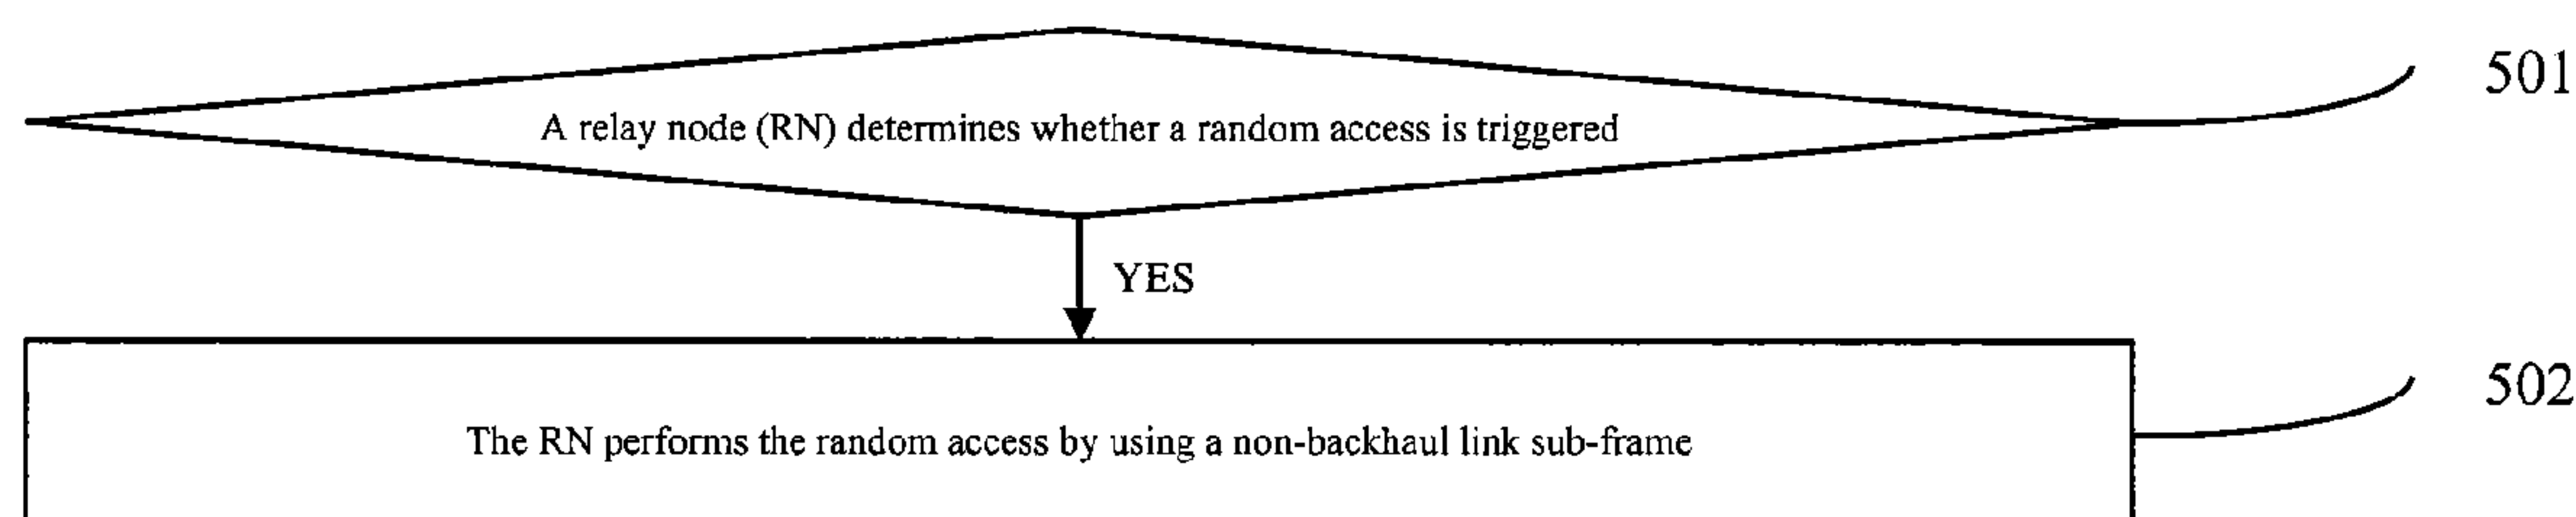 501
A relay node (RN) determines whether a random access is triggered
YES
502
The RN performs the random access by using a non-backhaul link sub-frame